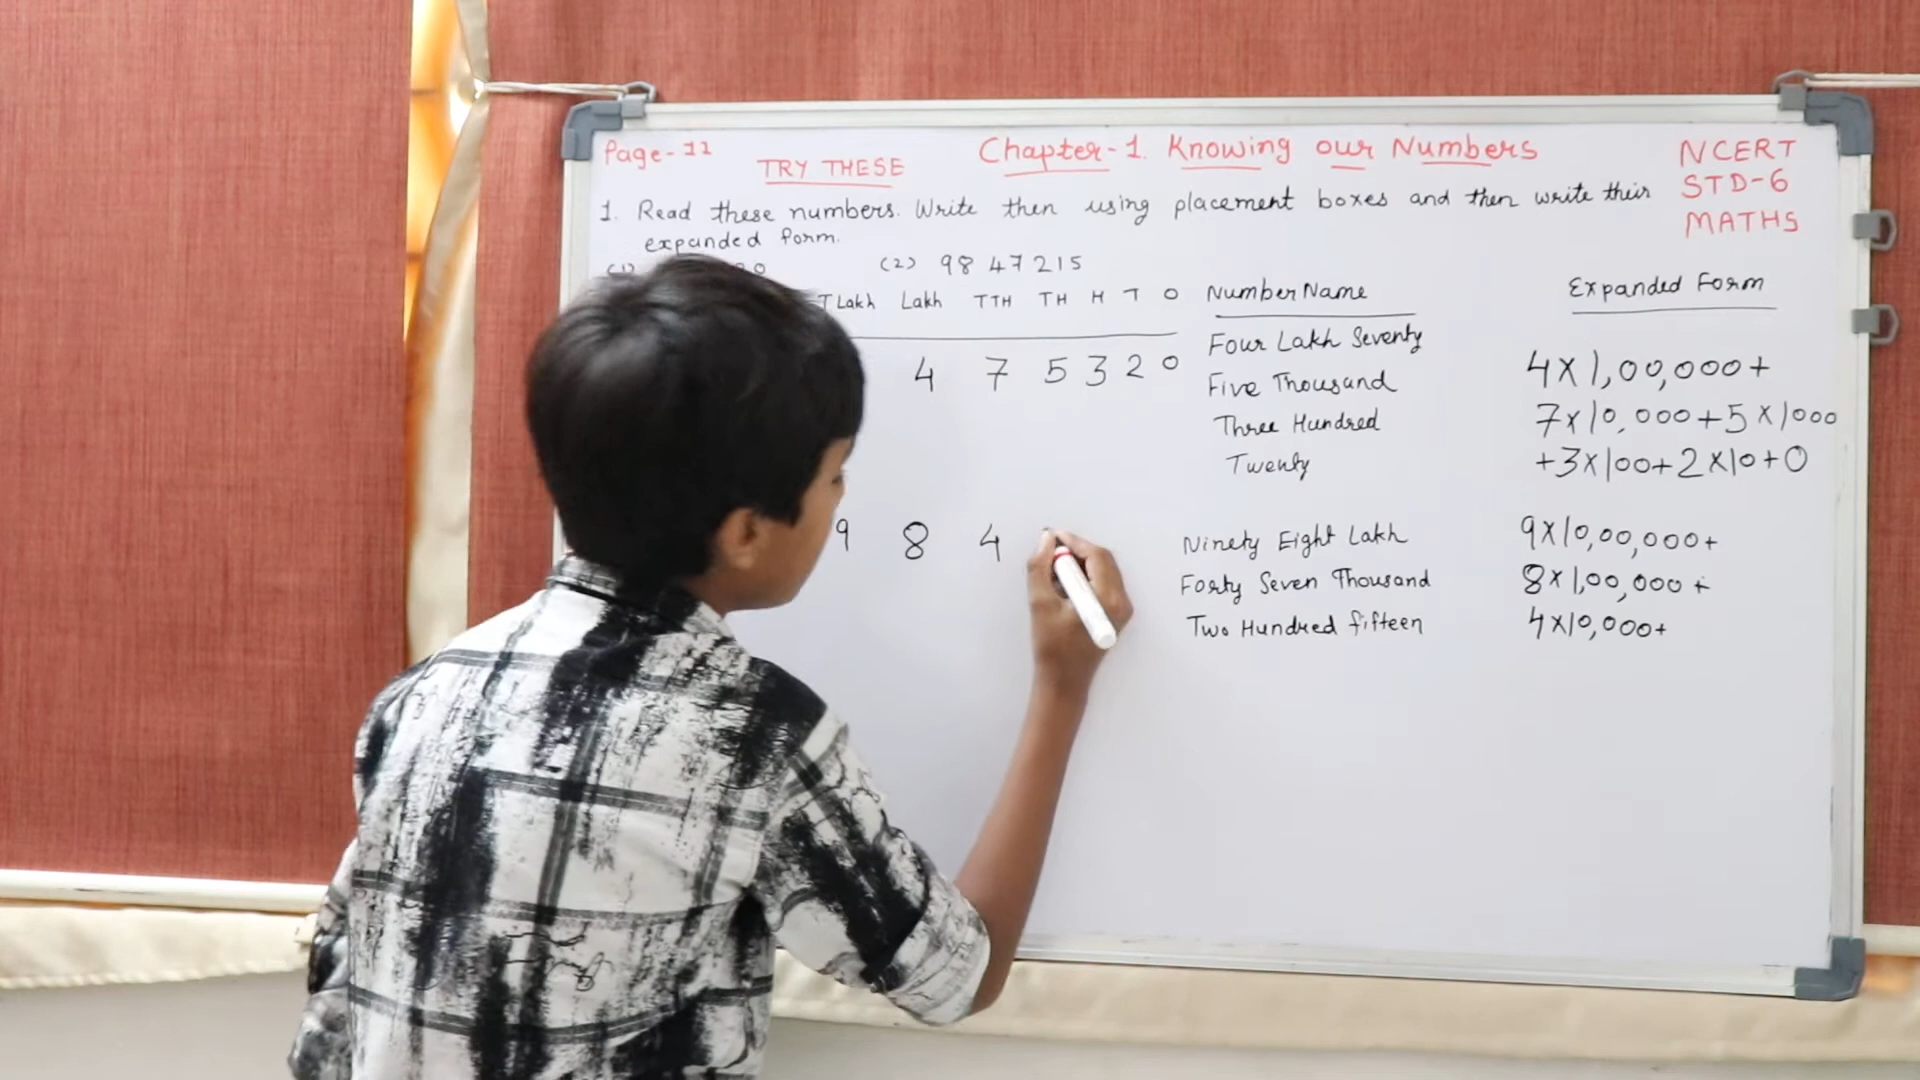 Page-11
TRY THESE
Chapter-1. Knowing our Numbers
NCERT
STD-6
MATHS
1. Read these numbers. Write then using placement boxes and then write their
expanded form.
(2) 98 47 215
T Lakh Lakh TTH TH H T O
Number Name
Expanded Form
4 7 5 3 2 0
Four Lakh Seventy
Five Thousand
Three Hundred
Twenty
4×1,00,000+
7×10,000+5×1000
+3×100+2×10+0
9 8 4
Ninety Eight Lakh
Forty Seven Thousand
Two Hundred fifteen
9×10,00,000+
8×1,00,000+
4×10,000+